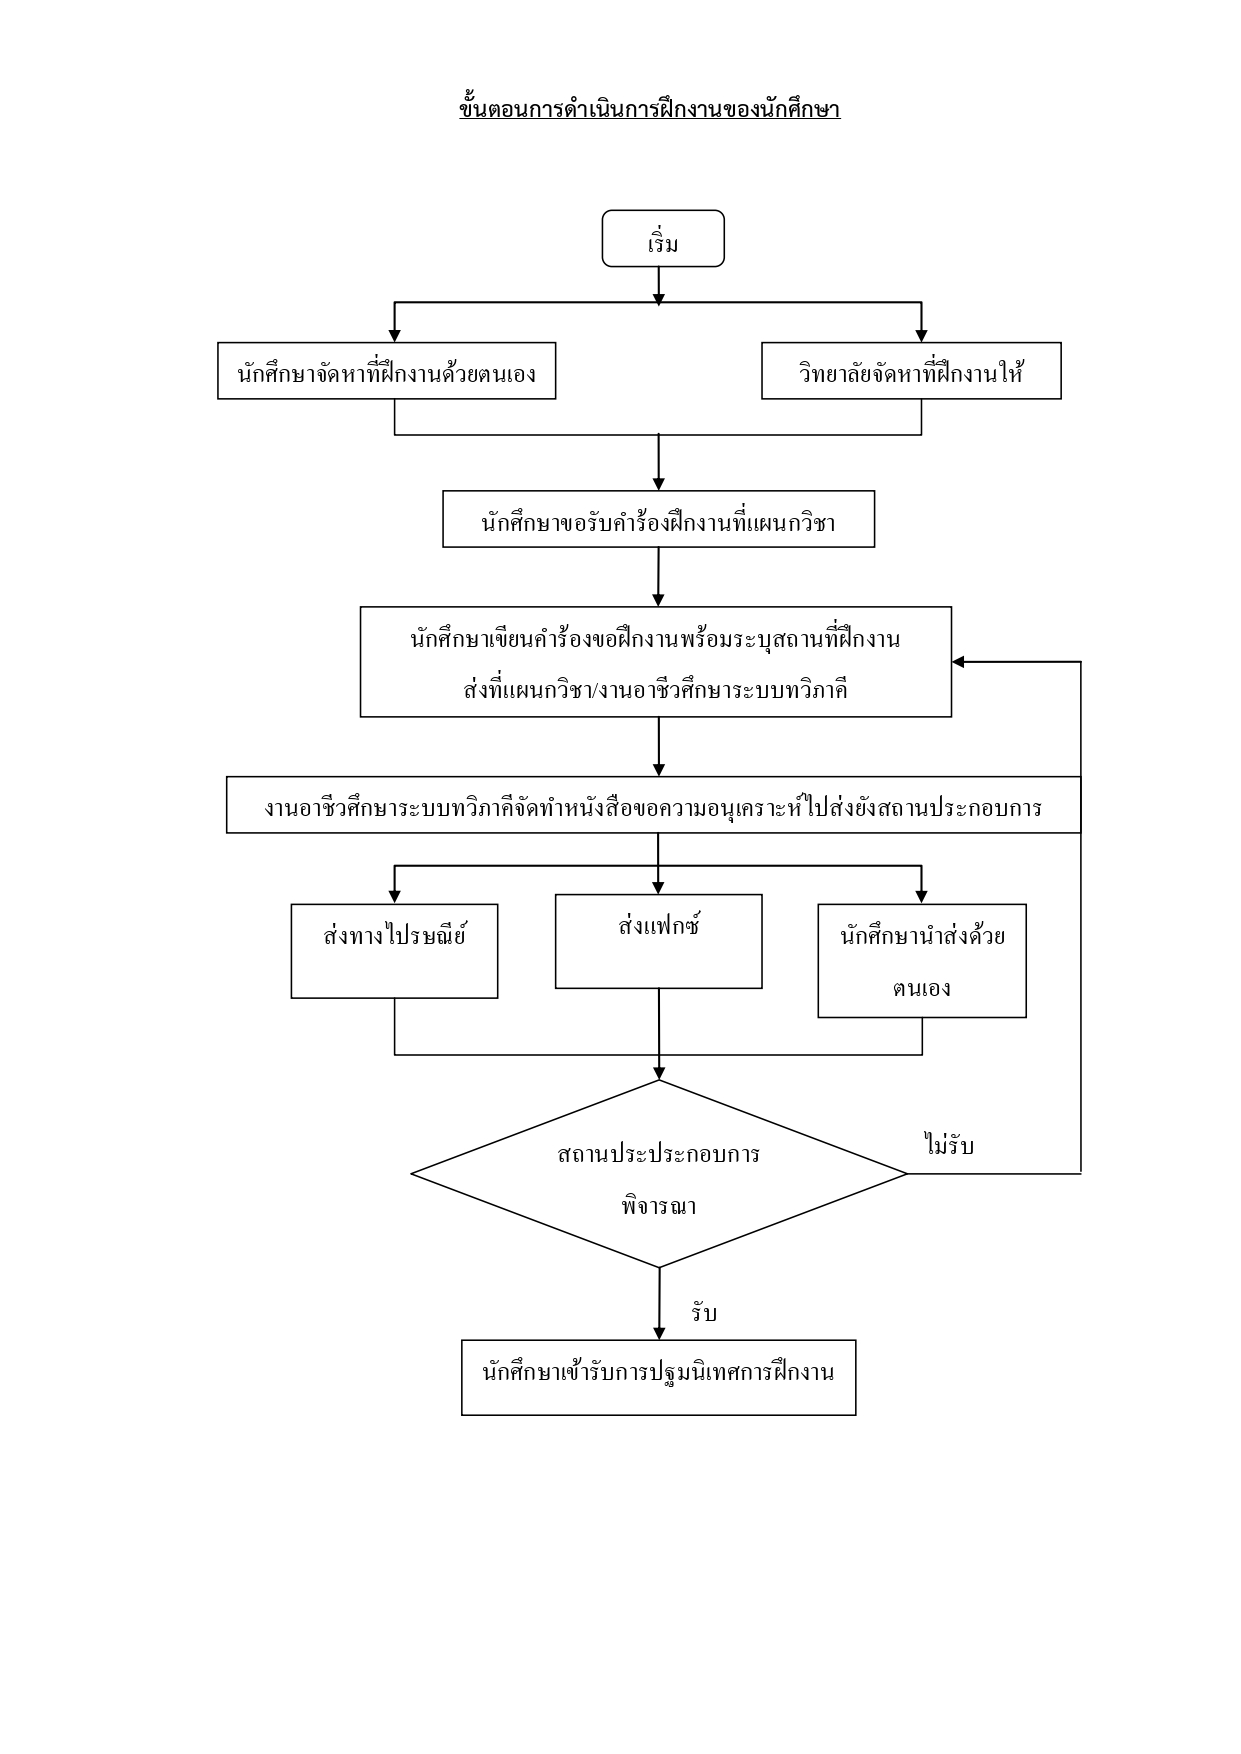 ขั้นตอนการดำเนินการฝึกงานของนักศึกษา
เริ่ม
นักศึกษาจัดหาที่ฝึกงานด้วยตนเอง
วิทยาลัยจัดหาที่ฝึกงานให้
นักศึกษาขอรับคำร้องฝึกงานที่แผนกวิชา
นักศึกษาเขียนคำร้องขอฝึกงานพร้อมระบุสถานที่ฝึกงาน
ส่งที่แผนกวิชา/งานอาชีวศึกษาระบบทวิภาคี
งานอาชีวศึกษาระบบทวิภาคีจัดทำหนังสือขอความอนุเคราะห์ไปส่งยังสถานประกอบการ
ส่งทางไปรษณีย์
ส่งแฟกซ์
นักศึกษานำส่งด้วย
ตนเอง
สถานประประกอบการ
พิจารณา
ไม่รับ
รับ
นักศึกษาเข้ารับการปฐมนิเทศการฝึกงาน